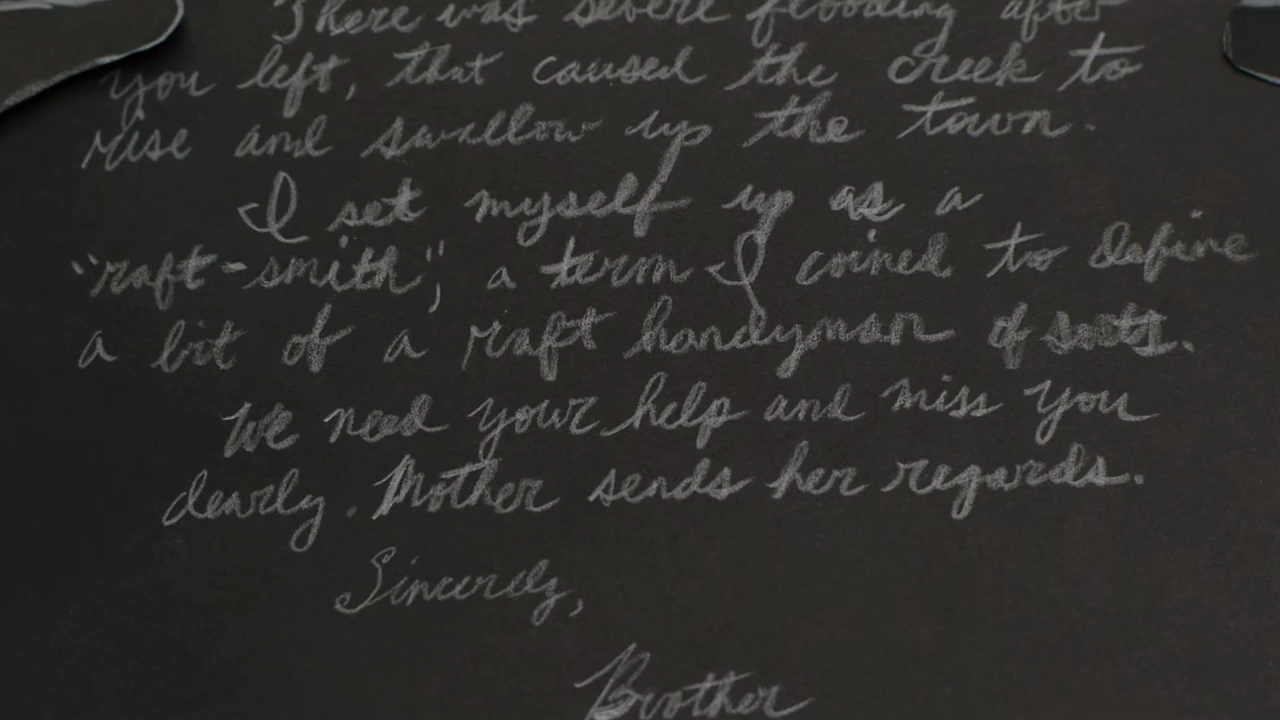 There was severe flooding after
you left, that caused the creek to
rise and swallow up the town.
I set myself up as a
"raft-smith", a term I coined to define
a bit of a raft handyman of sorts.
We need your help and miss you
dearly. Mother sends her regards.
Sincerely,
Brother